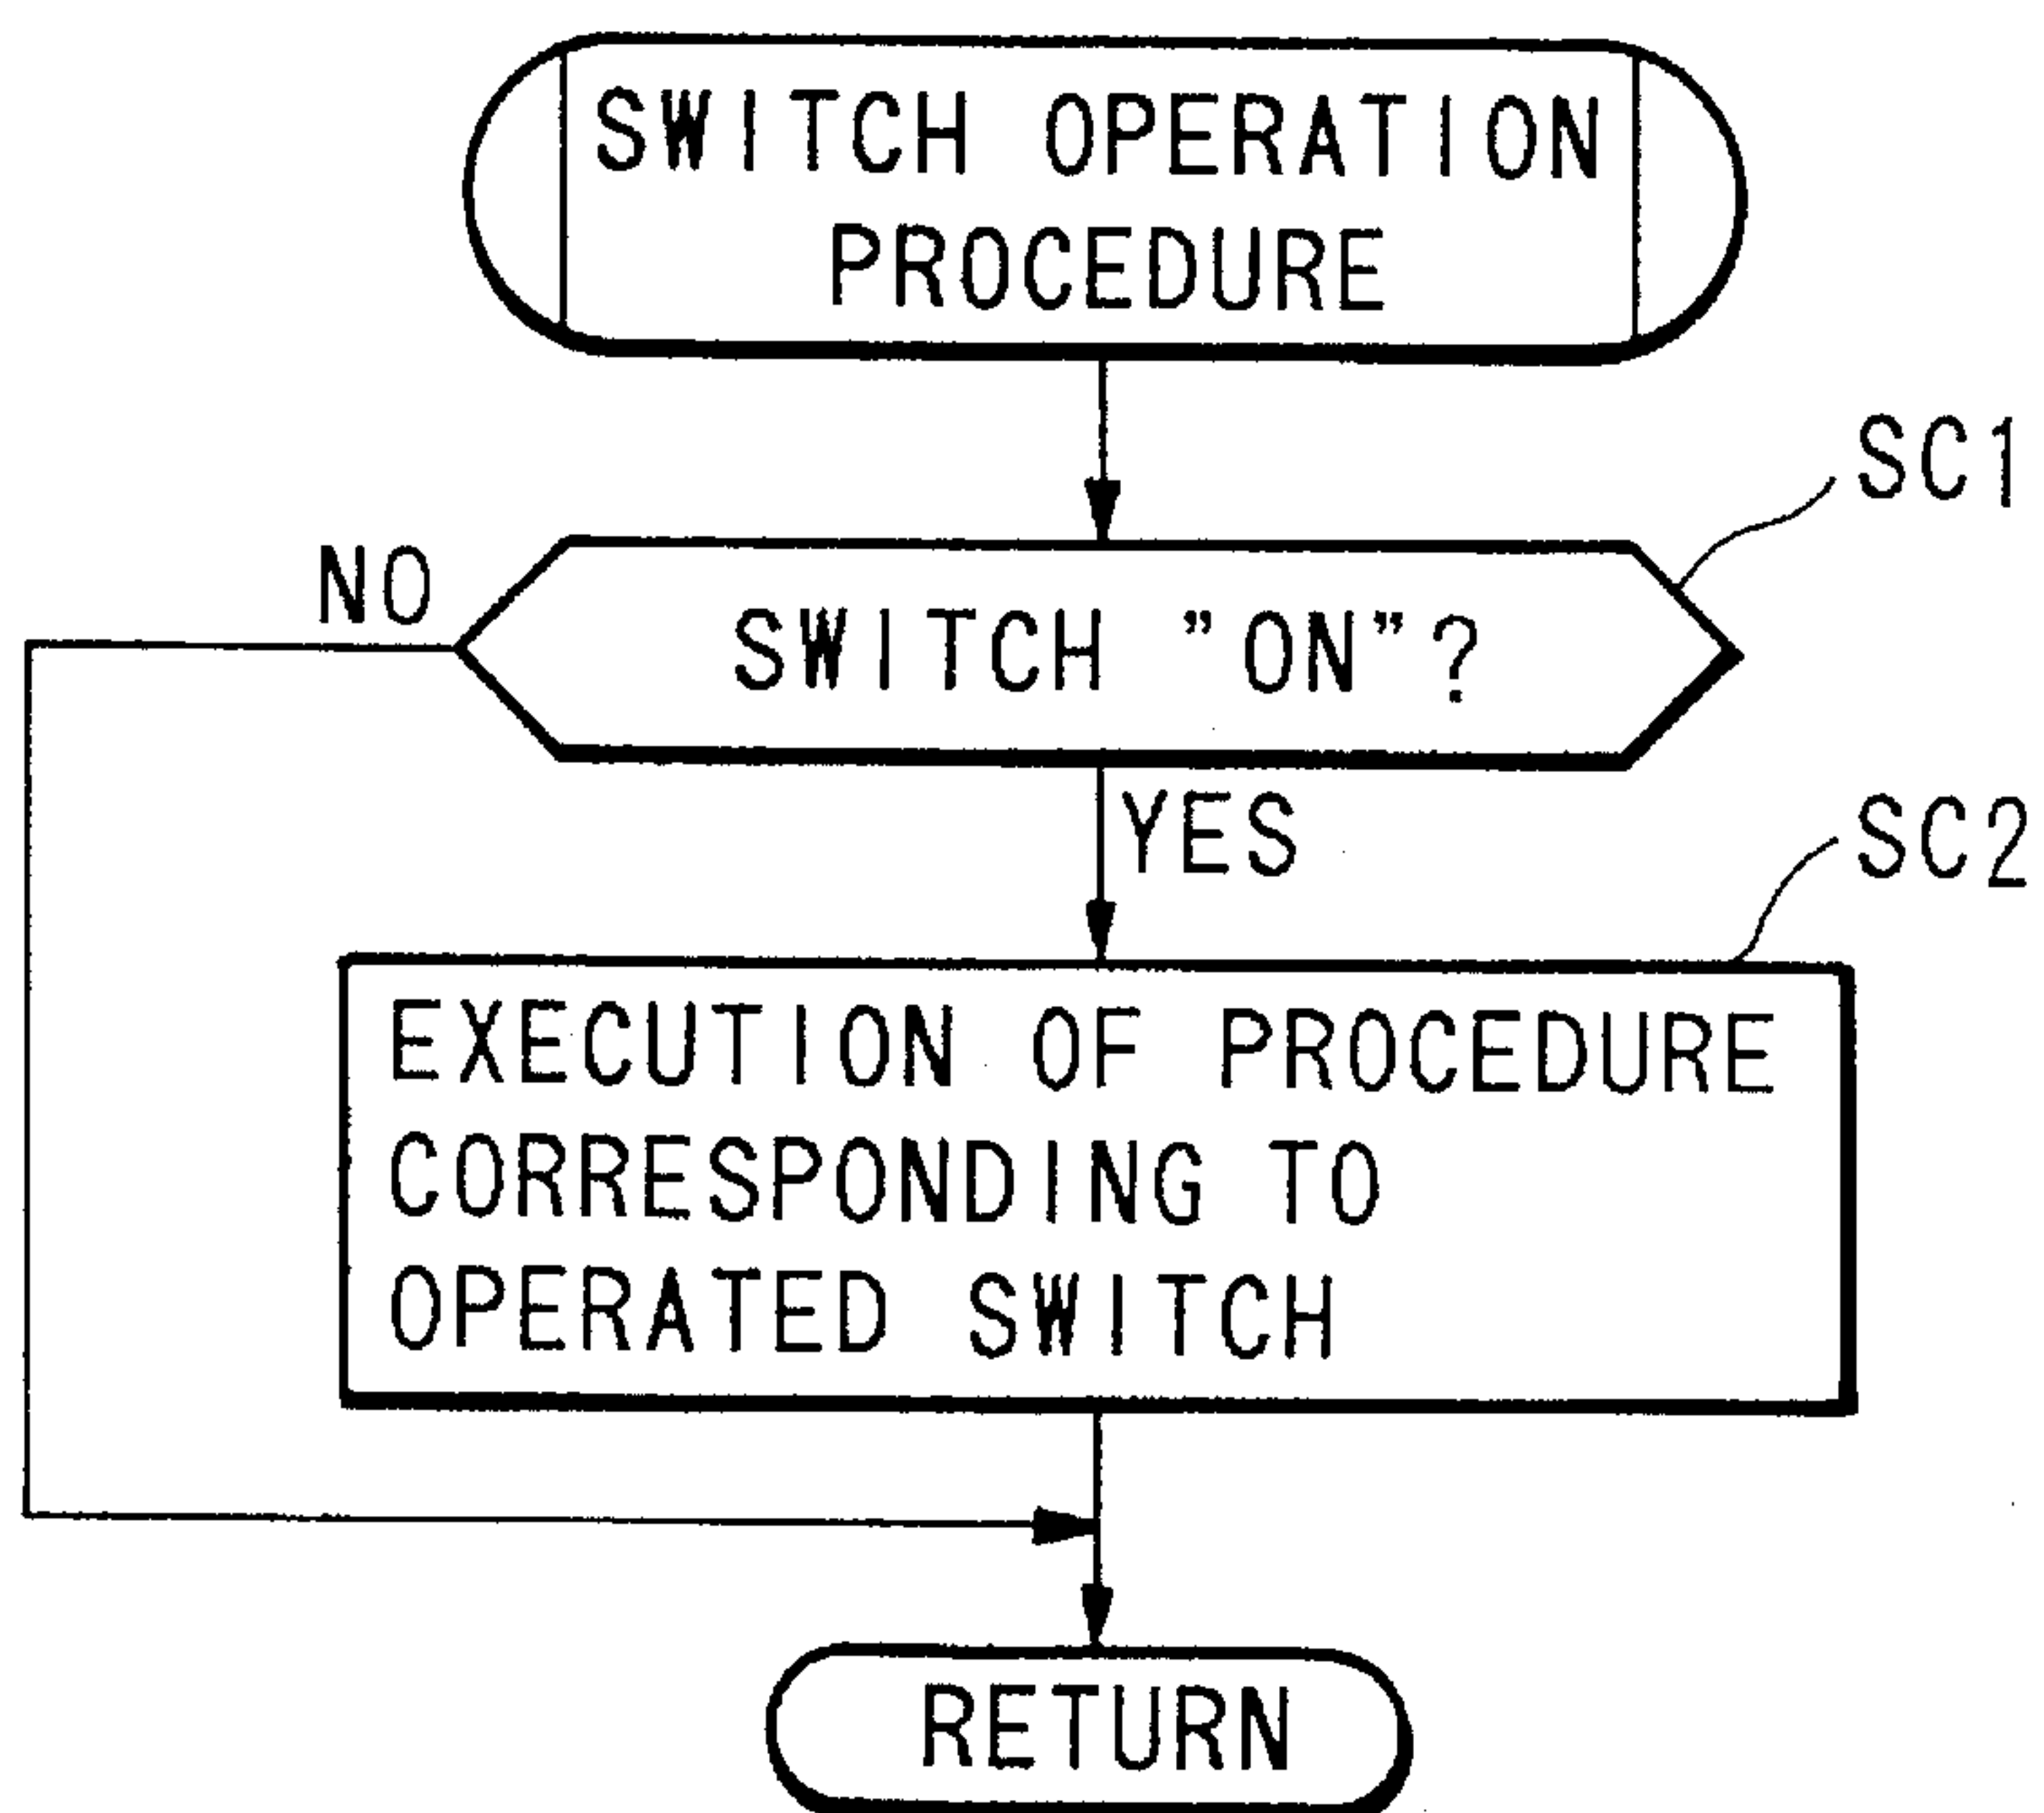 SWITCH OPERATION
PROCEDURE
SC1
NO
SWITCH ”ON”?
YES
SC2
EXECUTION OF PROCEDURE
CORRESPONDING TO
OPERATED SWITCH
RETURN